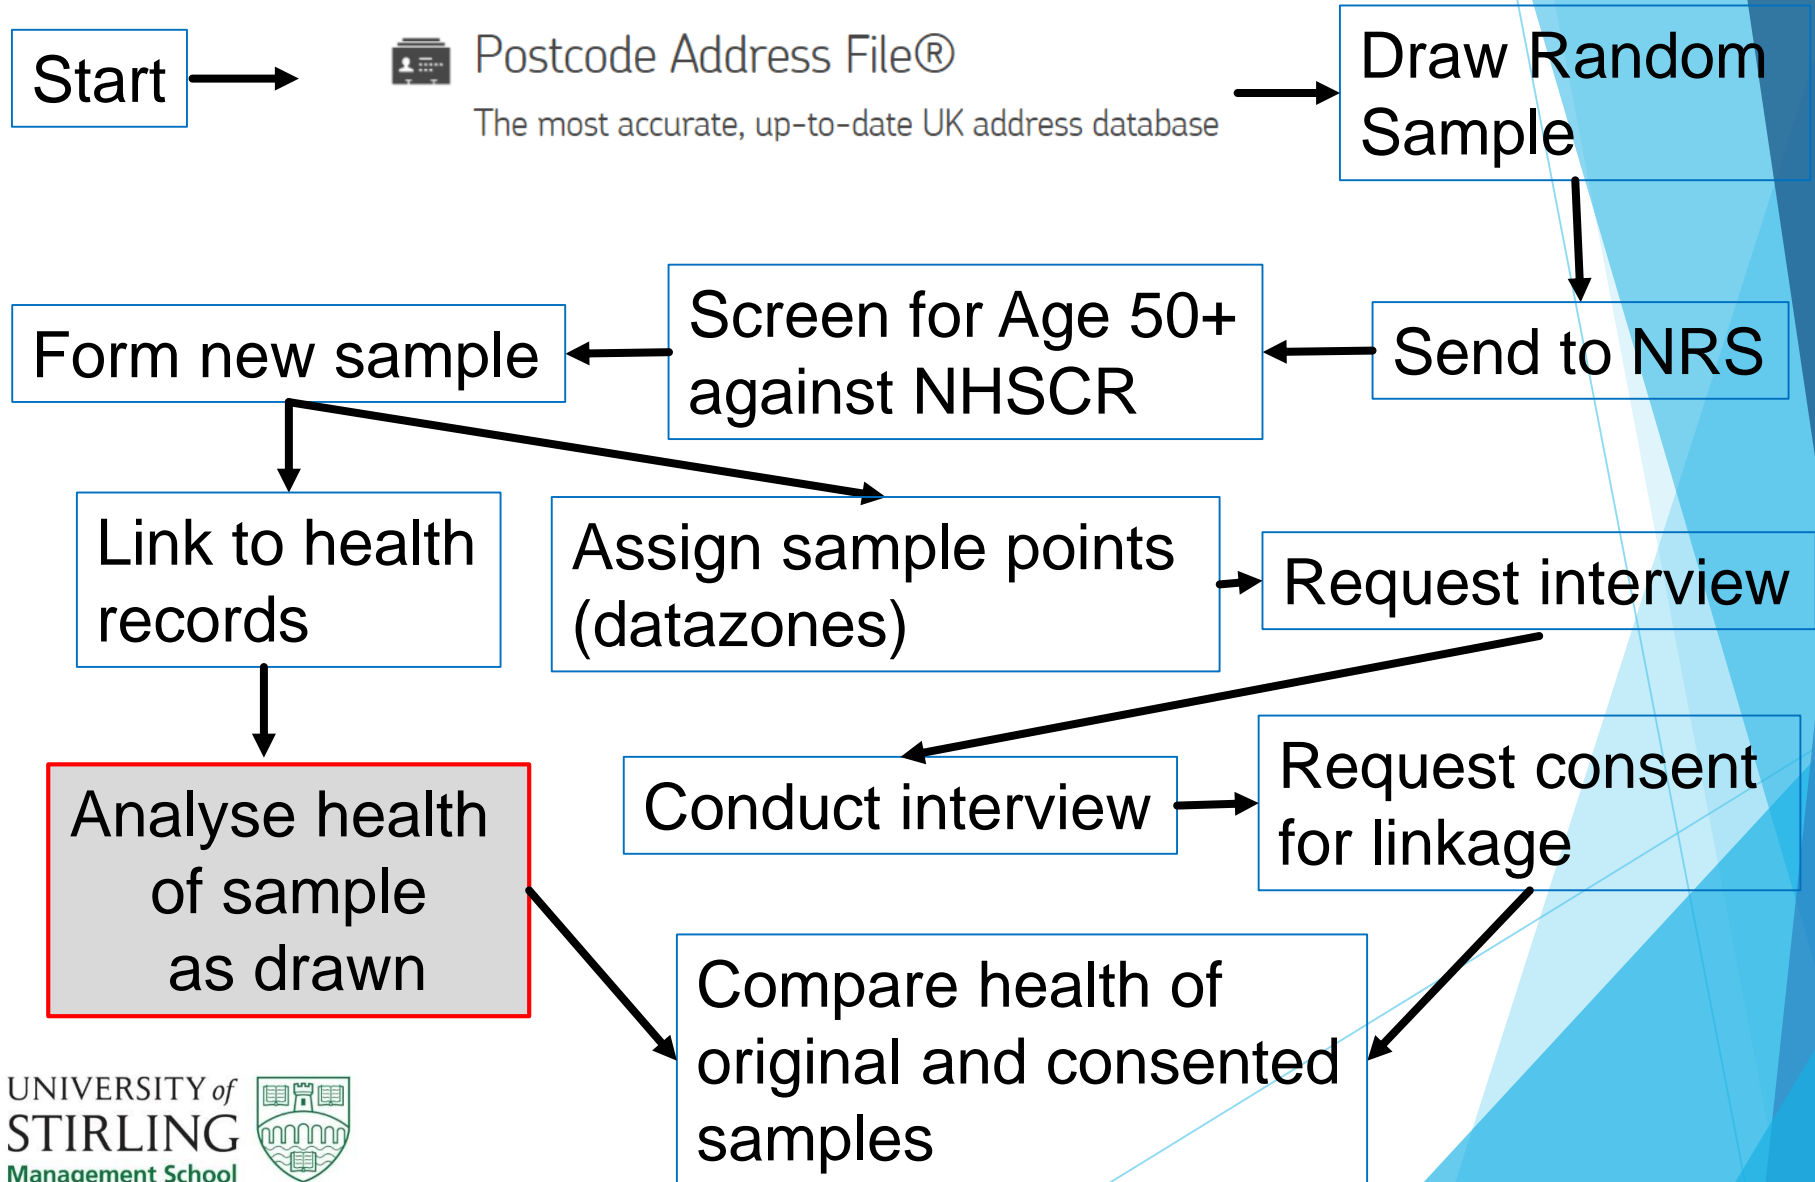 Start
Postcode Address File®
The most accurate, up-to-date UK address database
Draw Random
Sample
Form new sample
Screen for Age 50+
against NHSCR
Send to NRS
Link to health
records
Assign sample points
(datazones)
Request interview
Analyse health
of sample
as drawn
Conduct interview
Request consent
for linkage
Compare health of
original and consented
samples
UNIVERSITY of
STIRLING
Management School